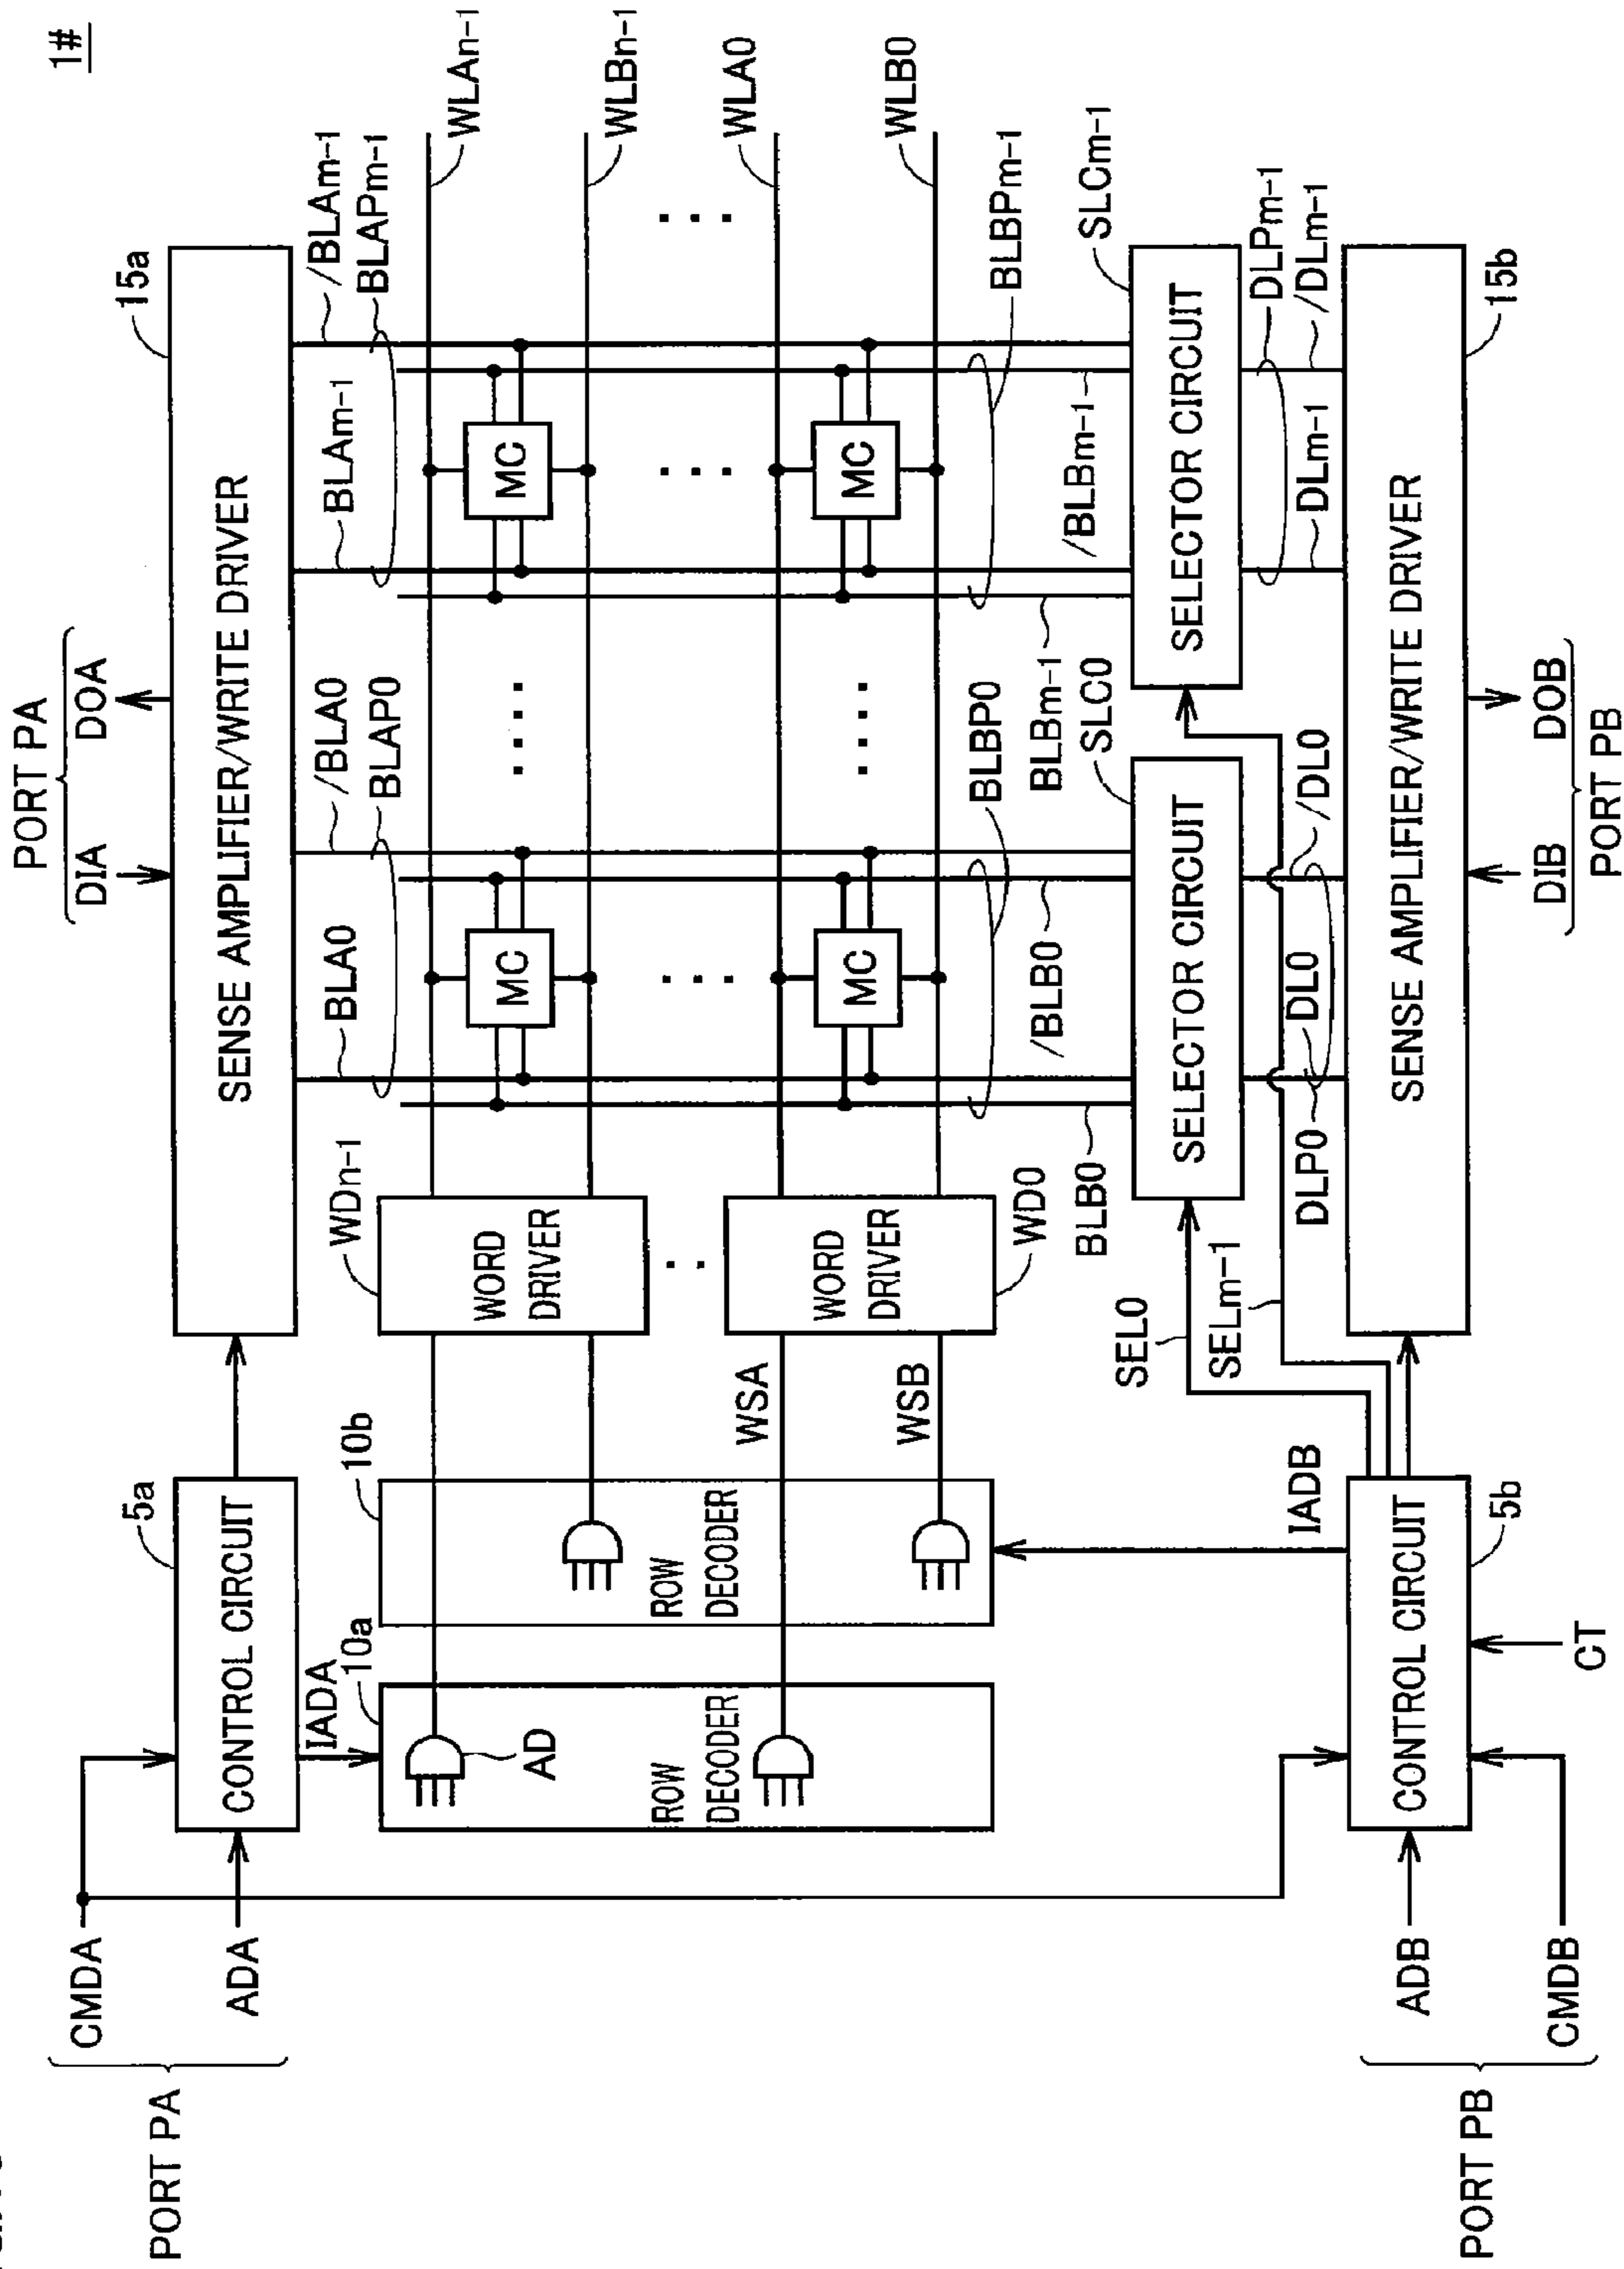 1#
PORT PA
DIA
DOA
15a
SENSE AMPLIFIER/WRITE DRIVER
/BLAm-1
BLAPm-1
BLAm-1
/BLA0
BLAP0
BLA0
WLAn-1
WLBn-1
WLA0
WLB0
MC
MC
MC
MC
. . .
. . .
. . .
. . . .
. . . .
WDn-1
WORD
DRIVER
. .
WORD
DRIVER
WD0
BLBPm-1
/BLBm-1
BLBm-1
BLBP0
/BLB0
BLB0
SLCm-1
SELECTOR CIRCUIT
SLC0
SELECTOR CIRCUIT
DLPm-1
/DLm-1
DLm-1
/DL0
DL0
DLP0
SEL0
SELm-1
15b
SENSE AMPLIFIER/WRITE DRIVER
DIB
DOB
PORT PB
WSA
WSB
5a
CONTROL CIRCUIT
IADA
10a
AD
ROW
DECODER
10b
ROW
DECODER
IADB
5b
CONTROL CIRCUIT
CT
CMDA
ADA
PORT PA
ADB
CMDB
PORT PB